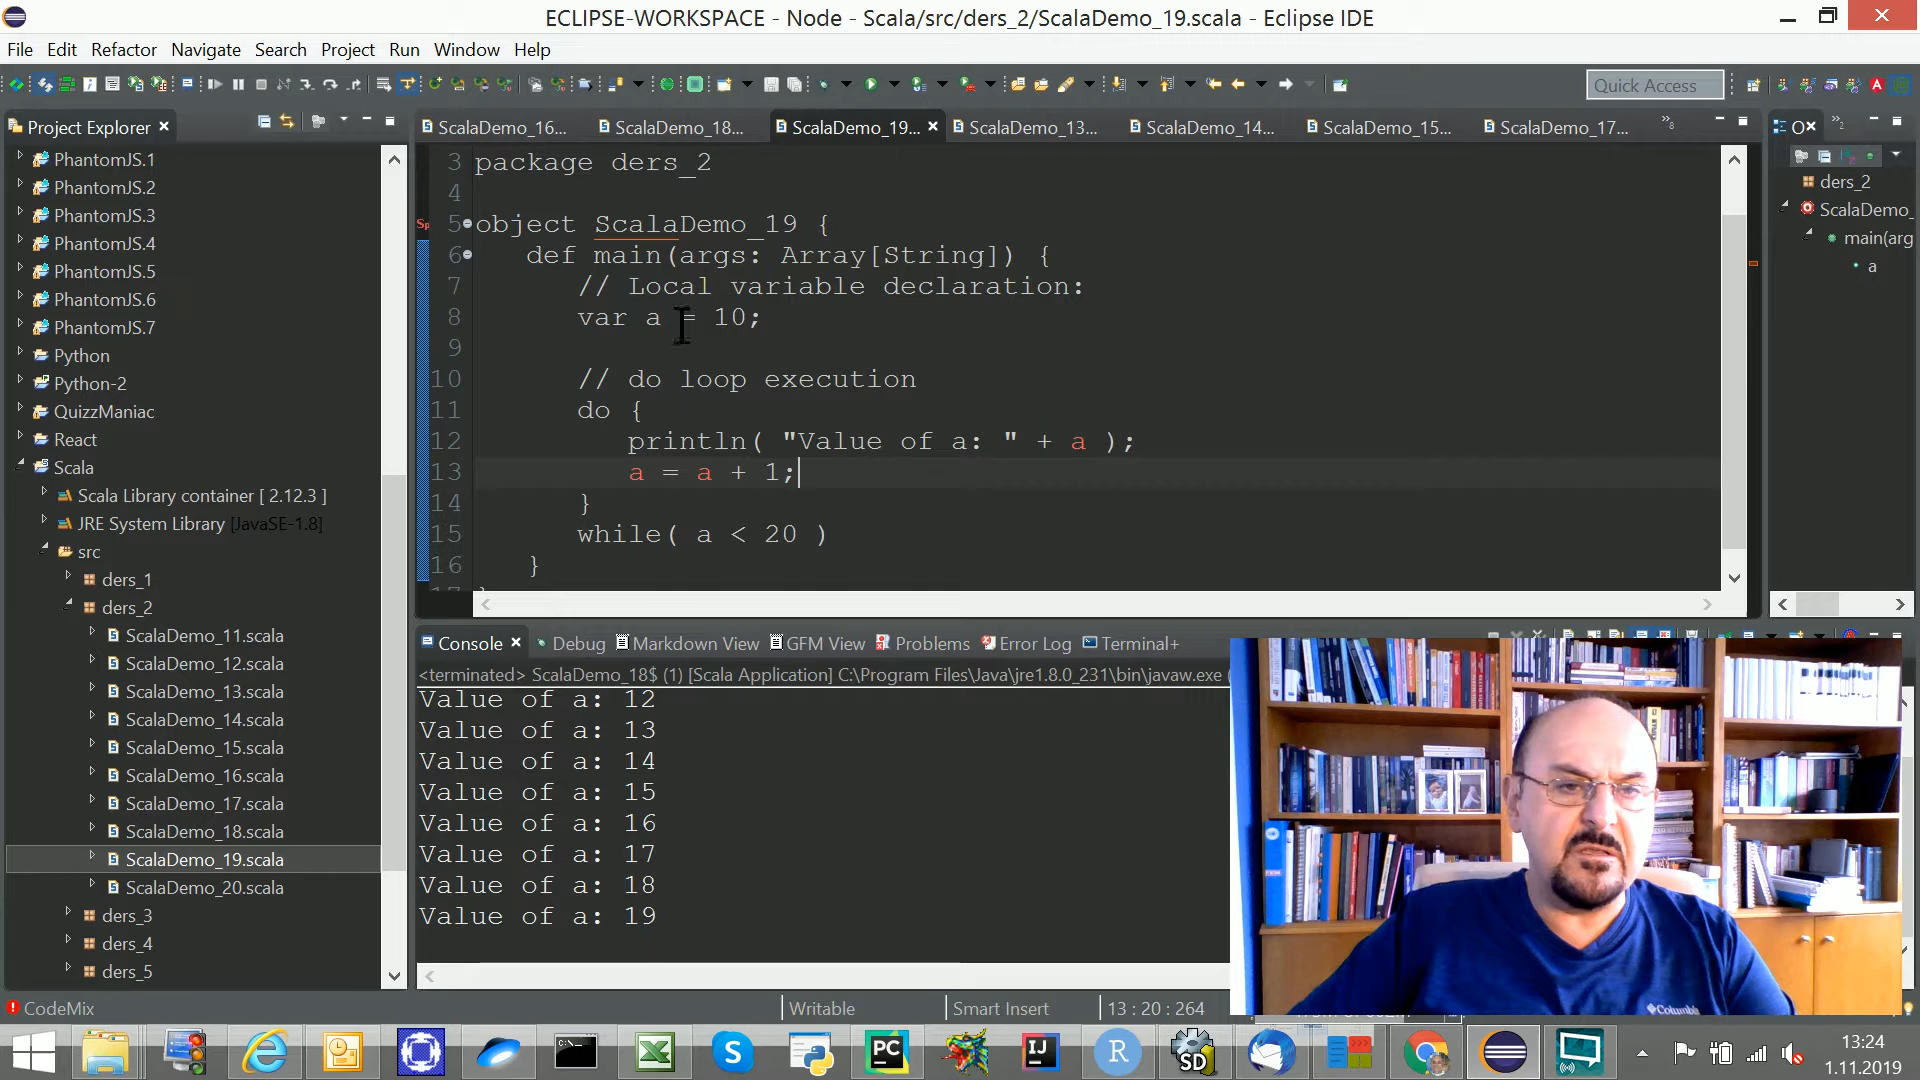 ECLIPSE-WORKSPACE - Node - Scala/src/ders_2/ScalaDemo_19.scala - Eclipse IDE
File Edit Refactor Navigate Search Project Run Window Help
Quick Access
Project Explorer
PhantomJS.1
PhantomJS.2
PhantomJS.3
PhantomJS.4
PhantomJS.5
PhantomJS.6
PhantomJS.7
Python
Python-2
QuizzManiac
React
Scala
Scala Library container [ 2.12.3 ]
JRE System Library [JavaSE-1.8]
src
ders_1
ders_2
ScalaDemo_11.scala
ScalaDemo_12.scala
ScalaDemo_13.scala
ScalaDemo_14.scala
ScalaDemo_15.scala
ScalaDemo_16.scala
ScalaDemo_17.scala
ScalaDemo_18.scala
ScalaDemo_19.scala
ScalaDemo_20.scala
ders_3
ders_4
ders_5
ScalaDemo_16... ScalaDemo_18... ScalaDemo_19... ScalaDemo_13... ScalaDemo_14... ScalaDemo_15... ScalaDemo_17...
3 package ders_2
4
5 object ScalaDemo_19 {
6 def main(args: Array[String]) {
7 // Local variable declaration:
8 var a = 10;
9
10 // do loop execution
11 do {
12 println( "Value of a: " + a );
13 a = a + 1;
14 }
15 while( a < 20 )
16 }
ders_2
ScalaDemo_
main(arg
a
Console Debug Markdown View GFM View Problems Error Log Terminal+
<terminated> ScalaDemo_18$ (1) [Scala Application] C:\Program Files\Java\jre1.8.0_231\bin\javaw.exe (
Value of a: 12
Value of a: 13
Value of a: 14
Value of a: 15
Value of a: 16
Value of a: 17
Value of a: 18
Value of a: 19
Columbia
CodeMix
Writable
Smart Insert
13 : 20 : 264
13:24
1.11.2019